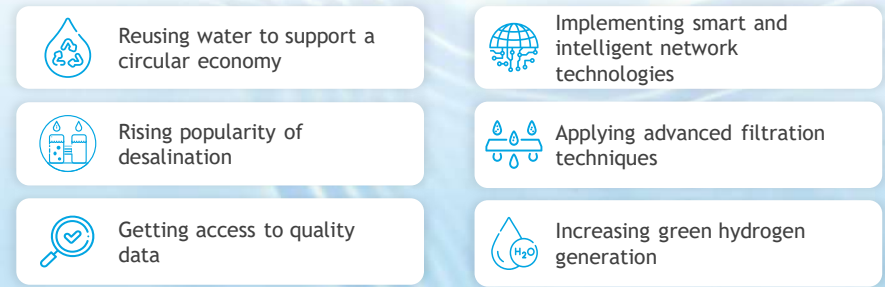 Reusing water to support a
circular economy
Rising popularity of
desalination
Getting access to quality
data
Implementing smart and
intelligent network
technologies
Applying advanced filtration
techniques
H₂O
Increasing green hydrogen
generation